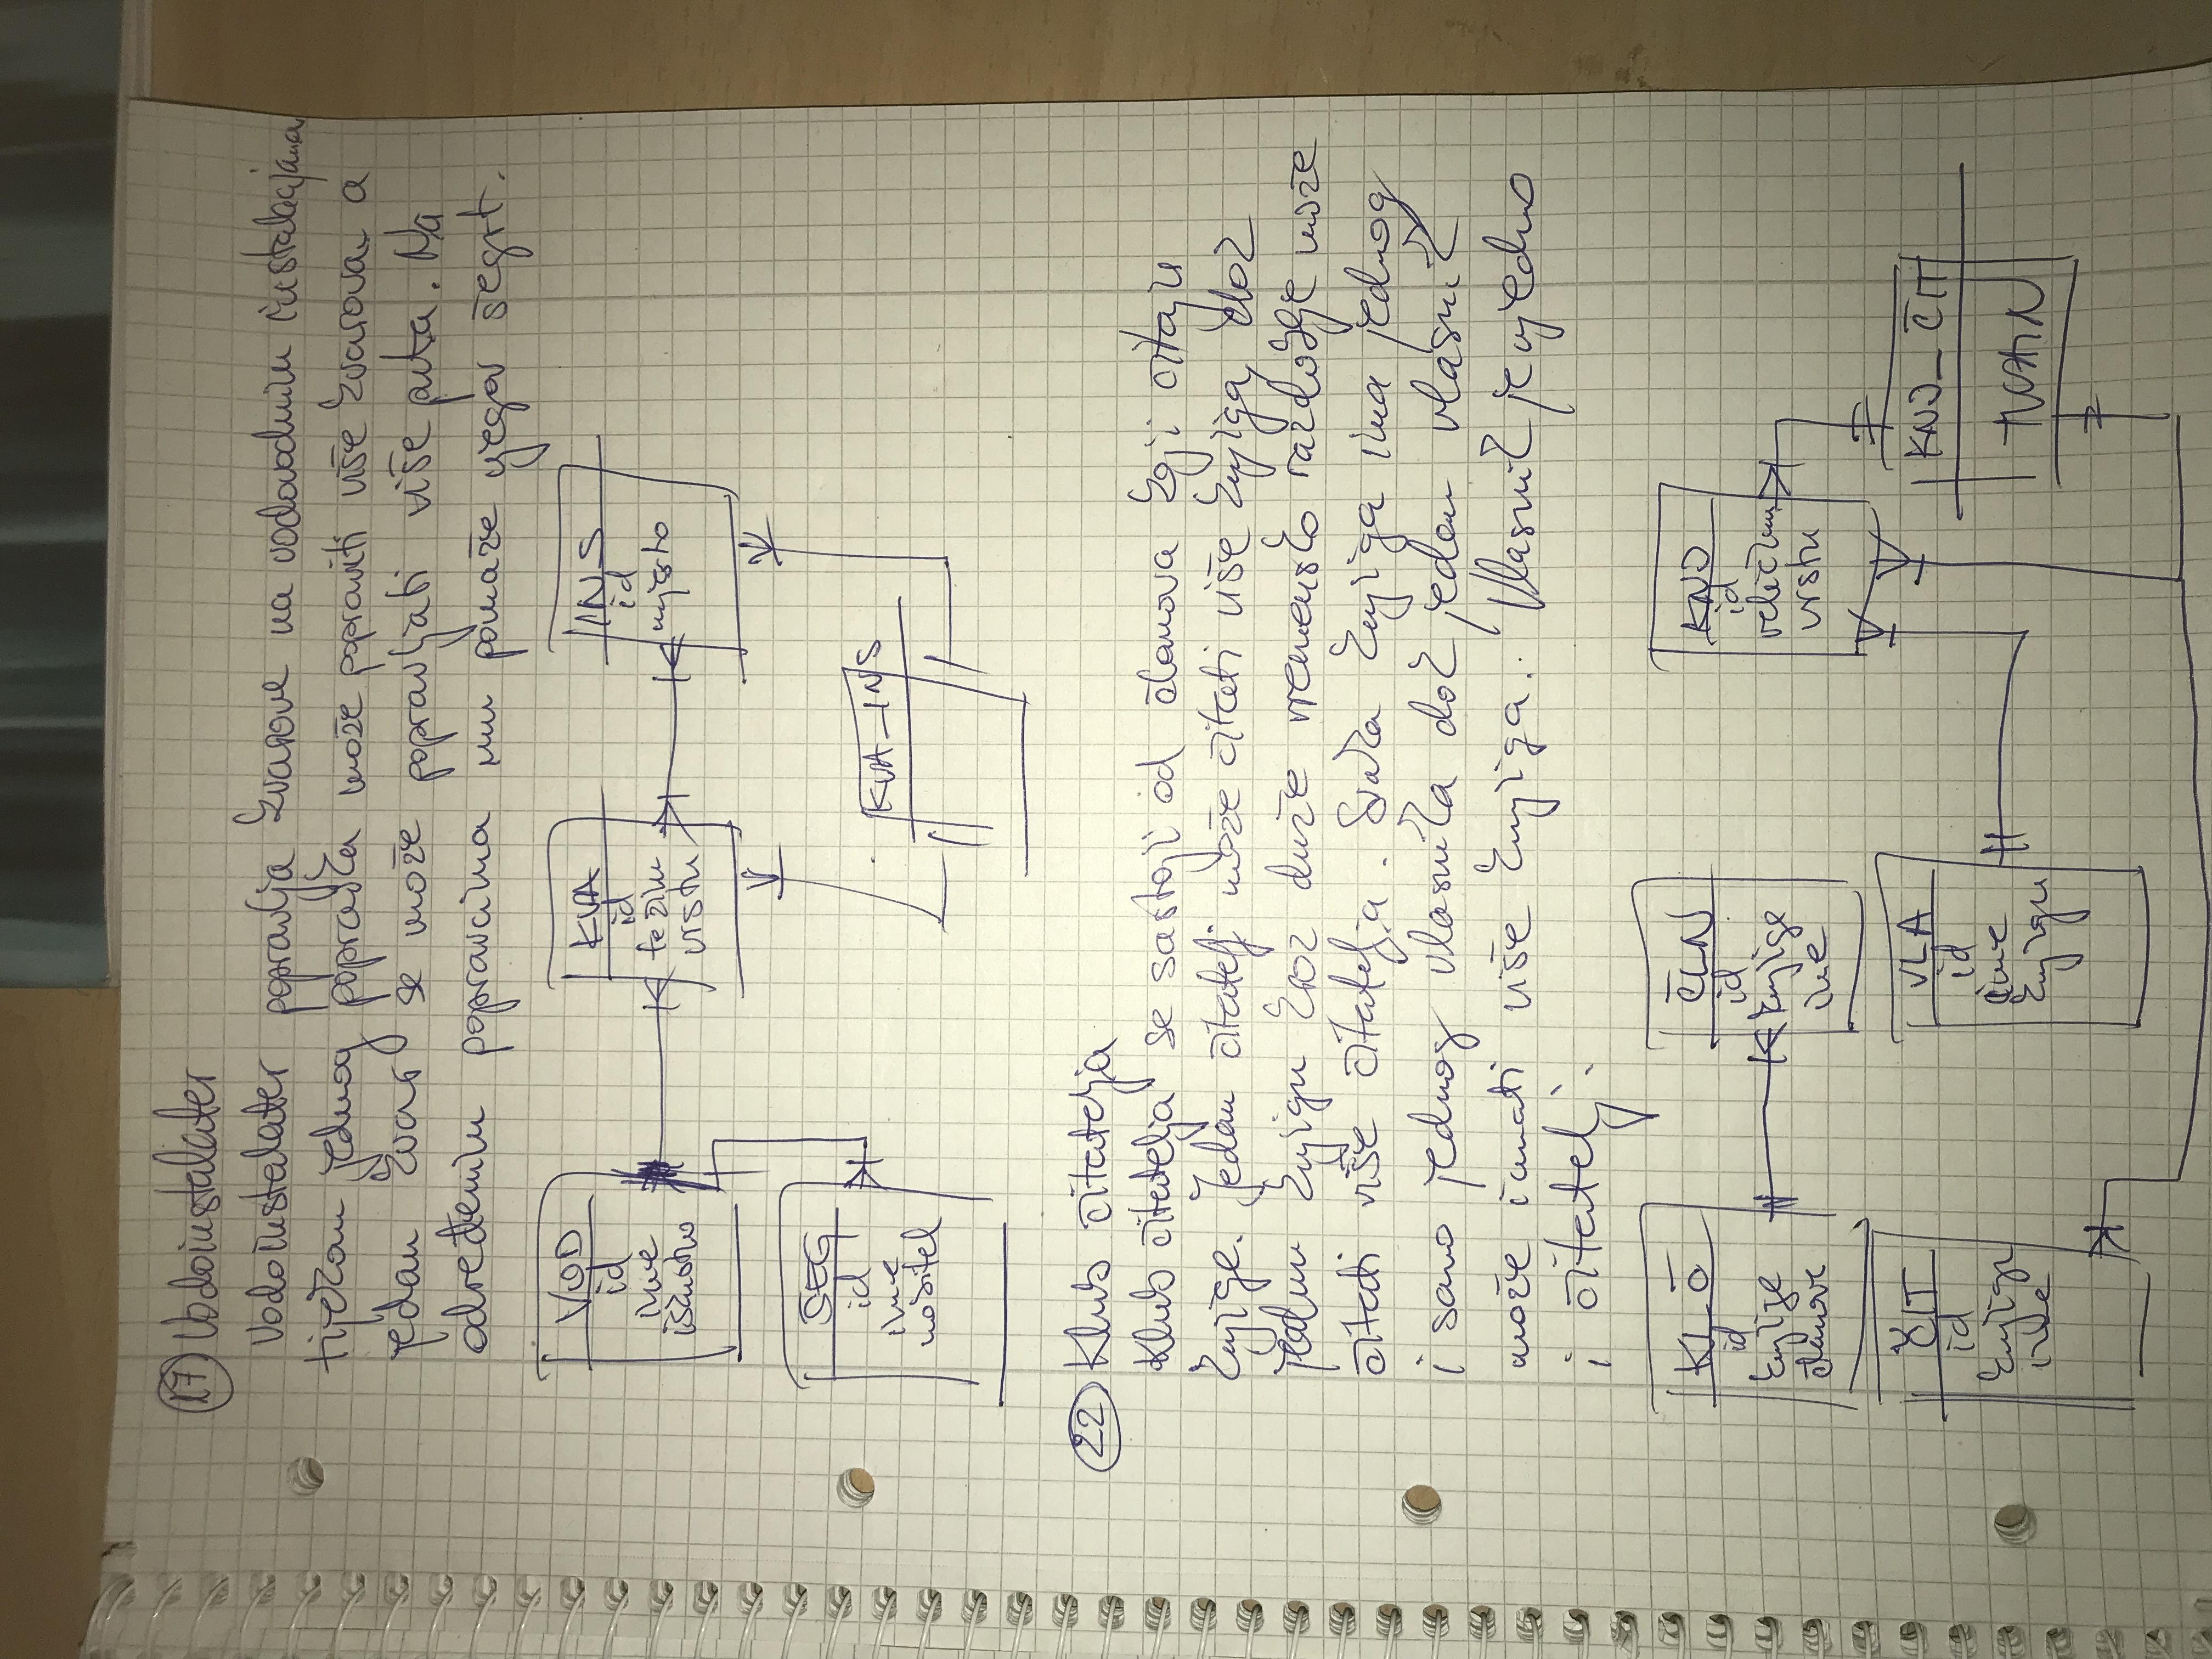 17 Vodoinstalater
Vodoinstalater popravlja kvarove na vodovodnim instalacijama
tijekom jednog popravka može popraviti više kvarova a
jedan kvar se može popravljati više puta. Na
određenim popravcima mu pomaže njegov šegrt.
VOD KVA INS
id id id
ime težinu mjesto
iskustvo vrstu
ŠEG
id
ime
KVA_INS
22 Klub čitatelja
Klub čitatelja se sastoji od članova koji čitaju
knjige. Jedan čitatelj može čitati više knjiga, dok
jednu knjigu kroz duže vremensko razdoblje može
čitati više čitatelja. Svaka knjiga ima jednog
i samo jednog vlasnika dok jedan vlasnik
može imati više knjiga. Vlasnik je ujedno
i čitatelj.
KL_Č ČLN KNJ
id id id
knjige knjige veličinu
članove ime vrstu
ČIT VLA KNJ_ČIT
id id
knjigu ime
ime knjigu